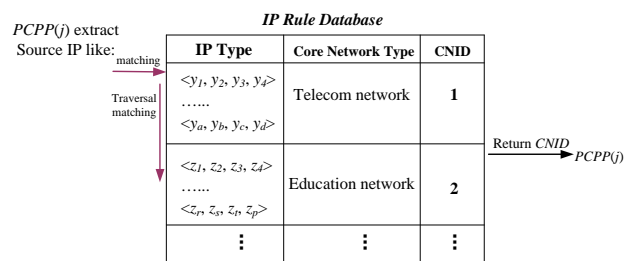 IP Rule Database
PCPP(j) extract
Source IP like:
matching
Traversal
matching
IP Type
Core Network Type
CNID
<y1, y2, y3, y4>
…...
<ya, yb, yc, yd>
Telecom network
1
<z1, z2, z3, z4>
…...
<zr, zs, zt, zp>
Education network
2
⋮ ⋮ ⋮
Return CNID
PCPP(j)